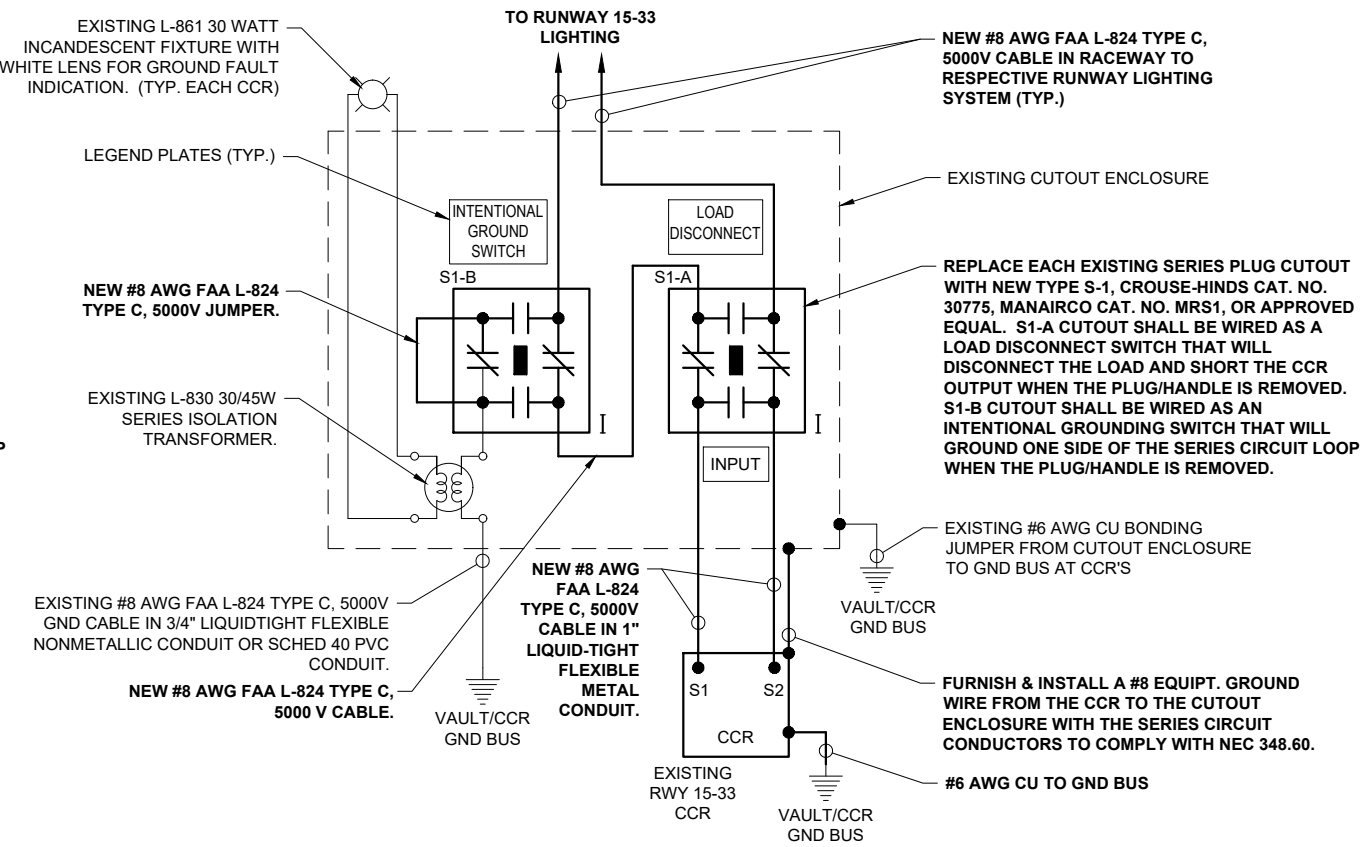 EXISTING L-861 30 WATT
INCANDESCENT FIXTURE WITH
WHITE LENS FOR GROUND FAULT
INDICATION. (TYP. EACH CCR)
TO RUNWAY 15-33
LIGHTING
NEW #8 AWG FAA L-824 TYPE C,
5000V CABLE IN RACEWAY TO
RESPECTIVE RUNWAY LIGHTING
SYSTEM (TYP.)
LEGEND PLATES (TYP.)
EXISTING CUTOUT ENCLOSURE
INTENTIONAL
GROUND
SWITCH
LOAD
DISCONNECT
S1-B
S1-A
NEW #8 AWG FAA L-824
TYPE C, 5000V JUMPER.
REPLACE EACH EXISTING SERIES PLUG CUTOUT
WITH NEW TYPE S-1, CROUSE-HINDS CAT. NO.
30775, MANAIRCO CAT. NO. MRS1, OR APPROVED
EQUAL. S1-A CUTOUT SHALL BE WIRED AS A
LOAD DISCONNECT SWITCH THAT WILL
DISCONNECT THE LOAD AND SHORT THE CCR
OUTPUT WHEN THE PLUG/HANDLE IS REMOVED.
S1-B CUTOUT SHALL BE WIRED AS AN
INTENTIONAL GROUNDING SWITCH THAT WILL
GROUND ONE SIDE OF THE SERIES CIRCUIT LOOP
WHEN THE PLUG/HANDLE IS REMOVED.
EXISTING L-830 30/45W
SERIES ISOLATION
TRANSFORMER.
P
I
I
INPUT
EXISTING #6 AWG CU BONDING
JUMPER FROM CUTOUT ENCLOSURE
TO GND BUS AT CCR'S
VAULT/CCR
GND BUS
NEW #8 AWG
FAA L-824
TYPE C, 5000V
CABLE IN 1"
LIQUID-TIGHT
FLEXIBLE
METAL
CONDUIT.
EXISTING #8 AWG FAA L-824 TYPE C, 5000V
GND CABLE IN 3/4" LIQUIDTIGHT FLEXIBLE
NONMETALLIC CONDUIT OR SCHED 40 PVC
CONDUIT.
NEW #8 AWG FAA L-824 TYPE C,
5000 V CABLE.
VAULT/CCR
GND BUS
S1
S2
CCR
EXISTING
RWY 15-33
CCR
FURNISH & INSTALL A #8 EQUIPT. GROUND
WIRE FROM THE CCR TO THE CUTOUT
ENCLOSURE WITH THE SERIES CIRCUIT
CONDUCTORS TO COMPLY WITH NEC 348.60.
#6 AWG CU TO GND BUS
VAULT/CCR
GND BUS